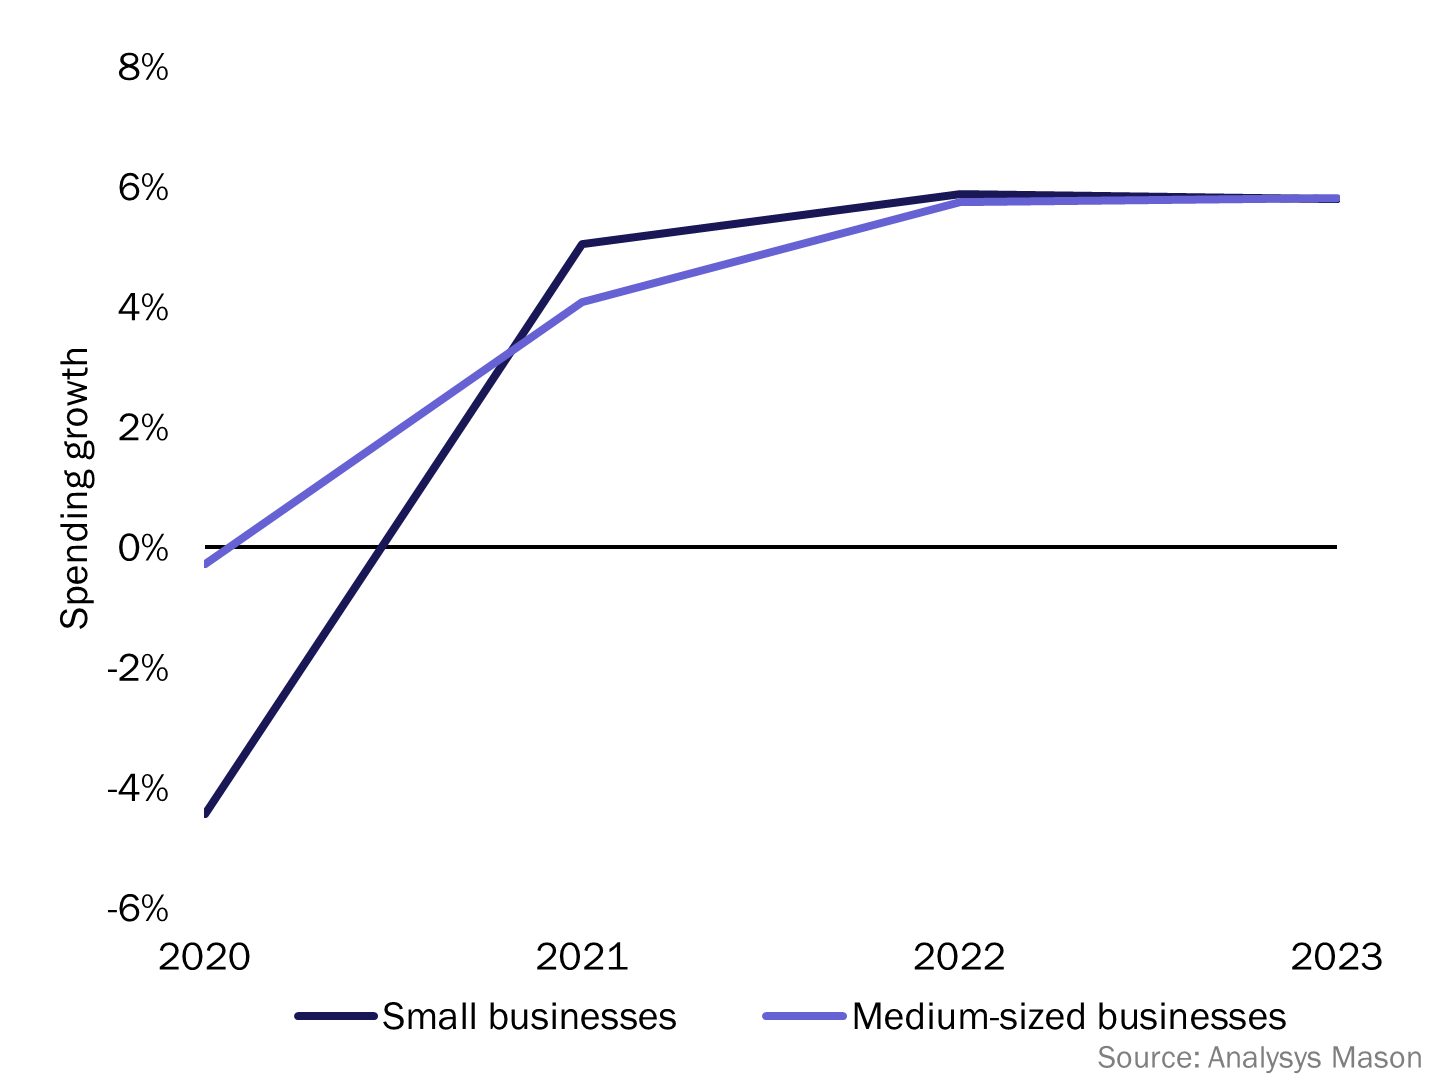 8%
6%
4%
2%
0%
-2%
-4%
-6%
Spending growth
2020 2021 2022 2023
Small businesses Medium-sized businesses
Source: Analysys Mason